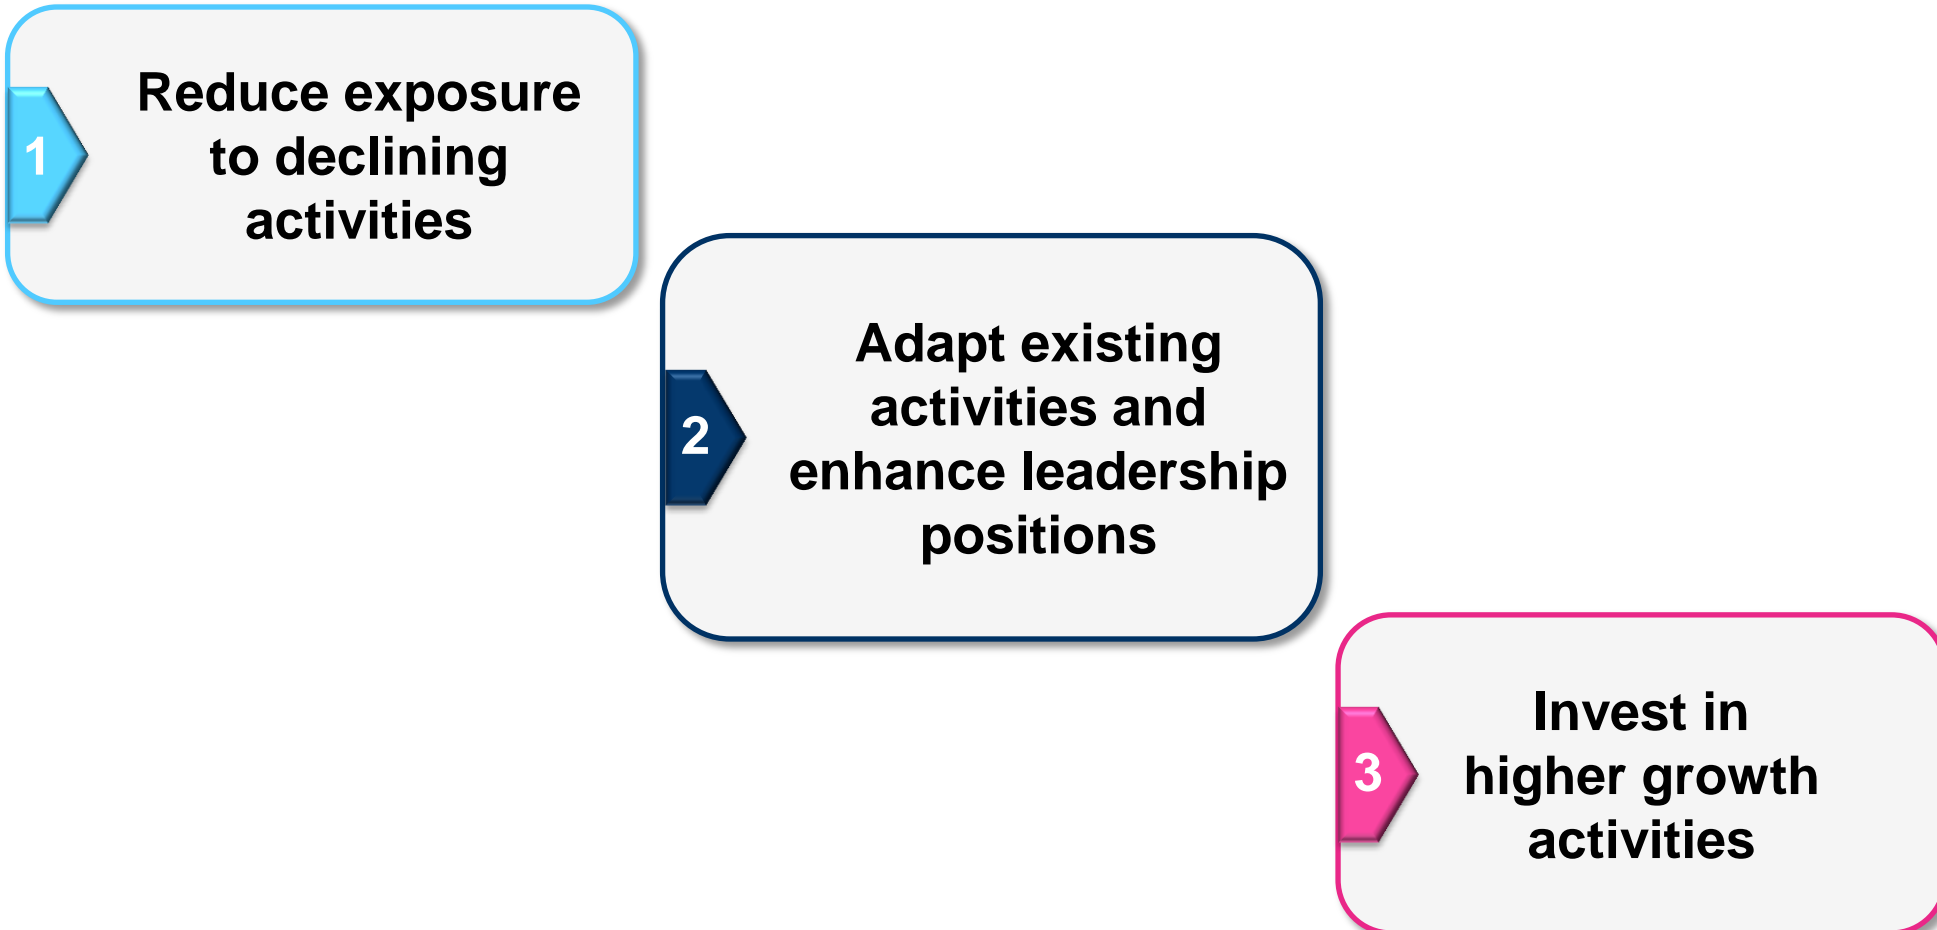 1
Reduce exposure
to declining
activities
2
Adapt existing
activities and
enhance leadership
positions
3
Invest in
higher growth
activities